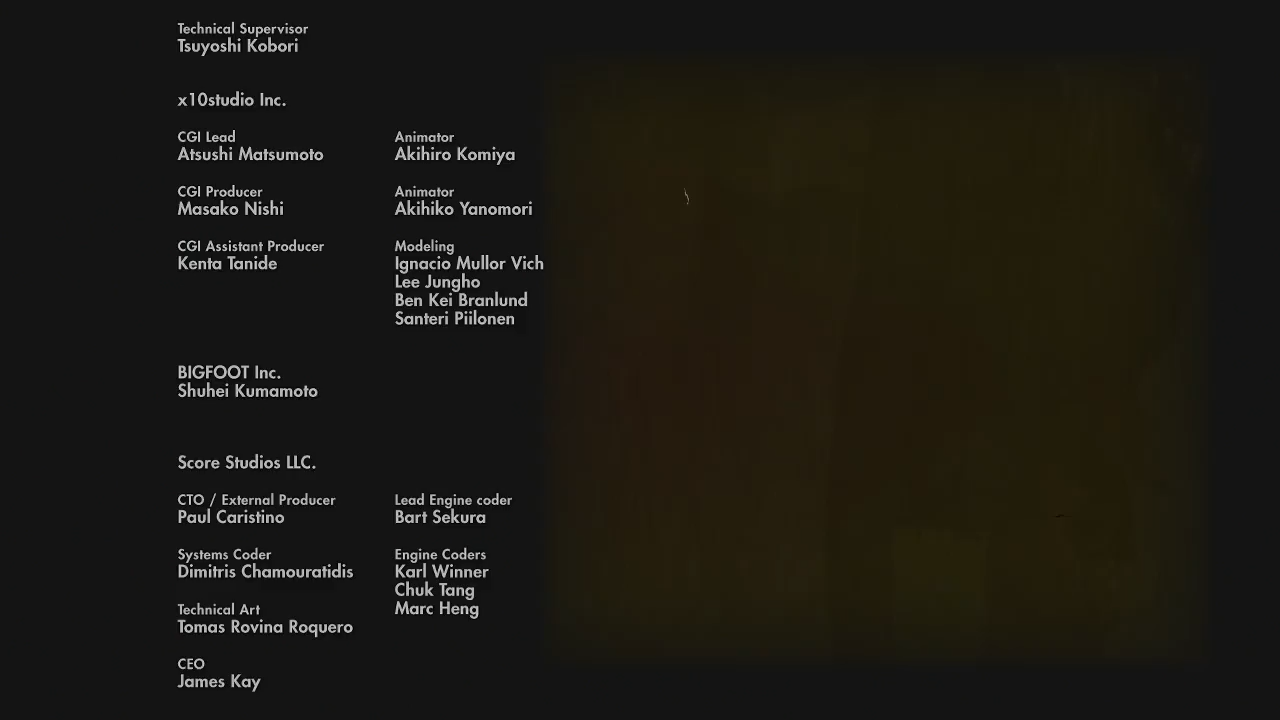 Technical Supervisor
Tsuyoshi Kobori
x10studio Inc.
CGI Lead
Atsushi Matsumoto
CGI Producer
Masako Nishi
CGI Assistant Producer
Kenta Tanide
Animator
Akihiro Komiya
Animator
Akihiko Yanomori
Modeling
Ignacio Mullor Vich
Lee Jungho
Ben Kei Branlund
Santeri Piilonen
BIGFOOT Inc.
Shuhei Kumamoto
Score Studios LLC.
CTO / External Producer
Paul Caristino
Systems Coder
Dimitris Chamouratidis
Technical Art
Tomas Rovina Roquero
CEO
James Kay
Lead Engine coder
Bart Sekura
Engine Coders
Karl Winner
Chuk Tang
Marc Heng